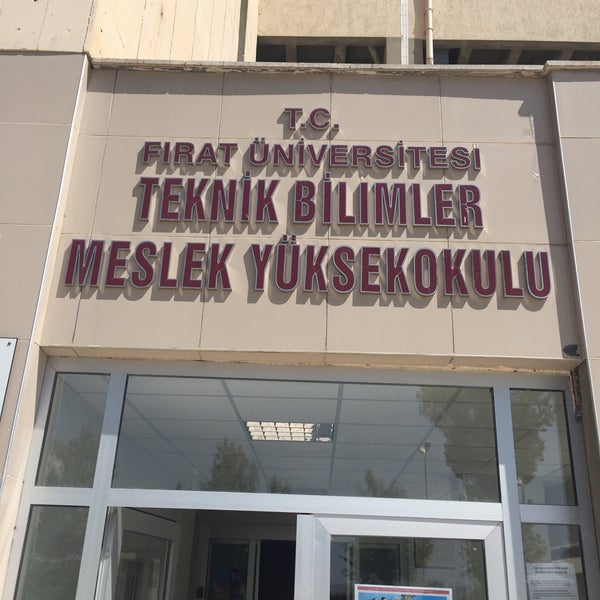 T.C.
FIRAT ÜNİVERSİTESİ
TEKNİK BİLİMLER
MESLEK YÜKSEKOKULU